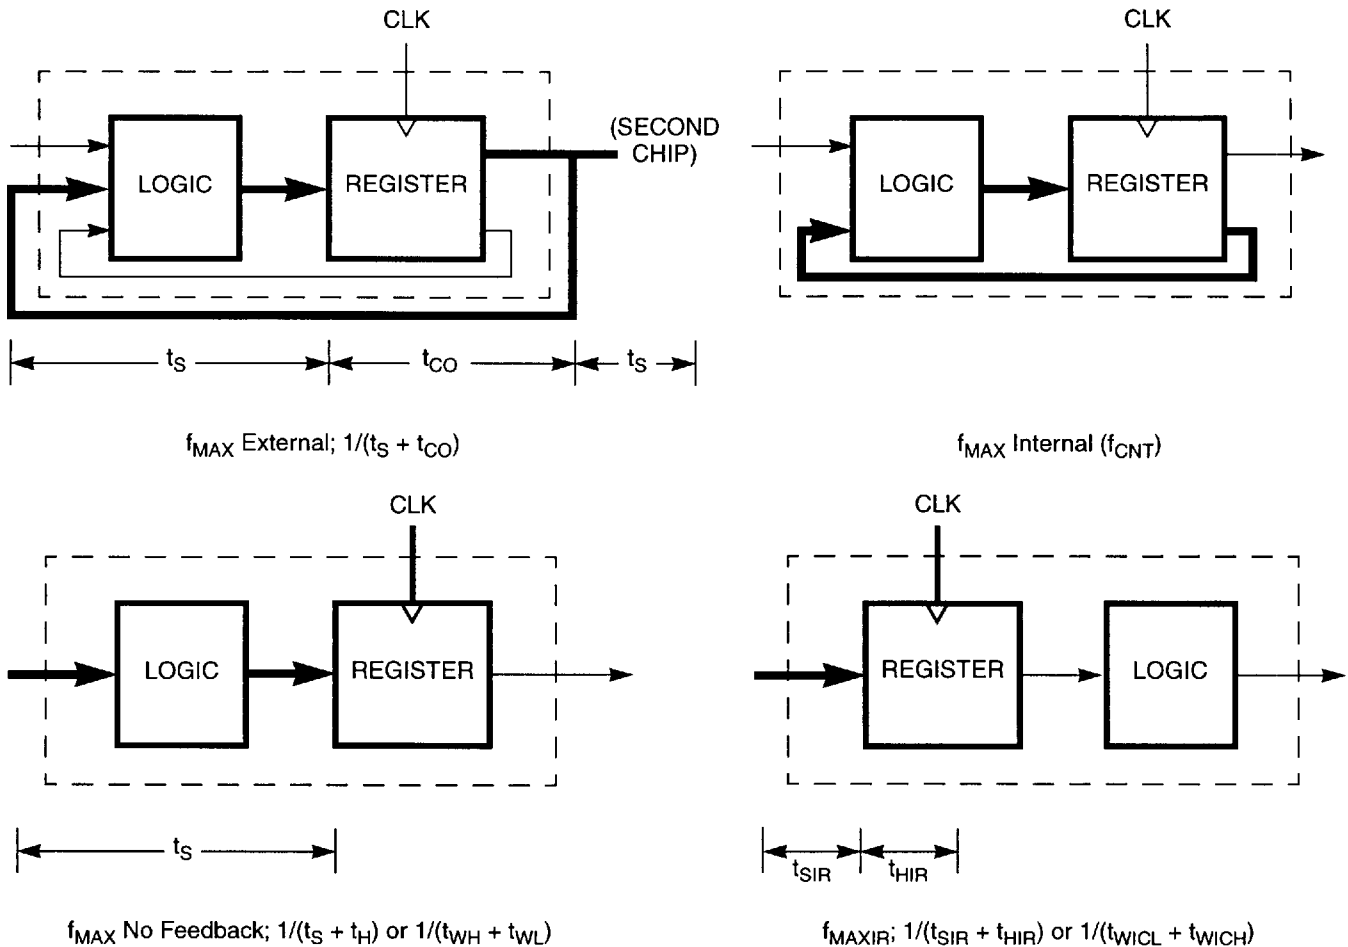 CLK
LOGIC
REGISTER
(SECOND
CHIP)
tS
tCO
tS
fMAX External; 1/(tS + tCO)
CLK
LOGIC
REGISTER
fMAX Internal (fCNT)
CLK
LOGIC
REGISTER
tS
fMAX No Feedback; 1/(tS + tH) or 1/(tWH + tWL)
CLK
REGISTER
LOGIC
tSIR
tHIR
fMAXIR; 1/(tSIR + tHIR) or 1/(tWICL + tWICH)